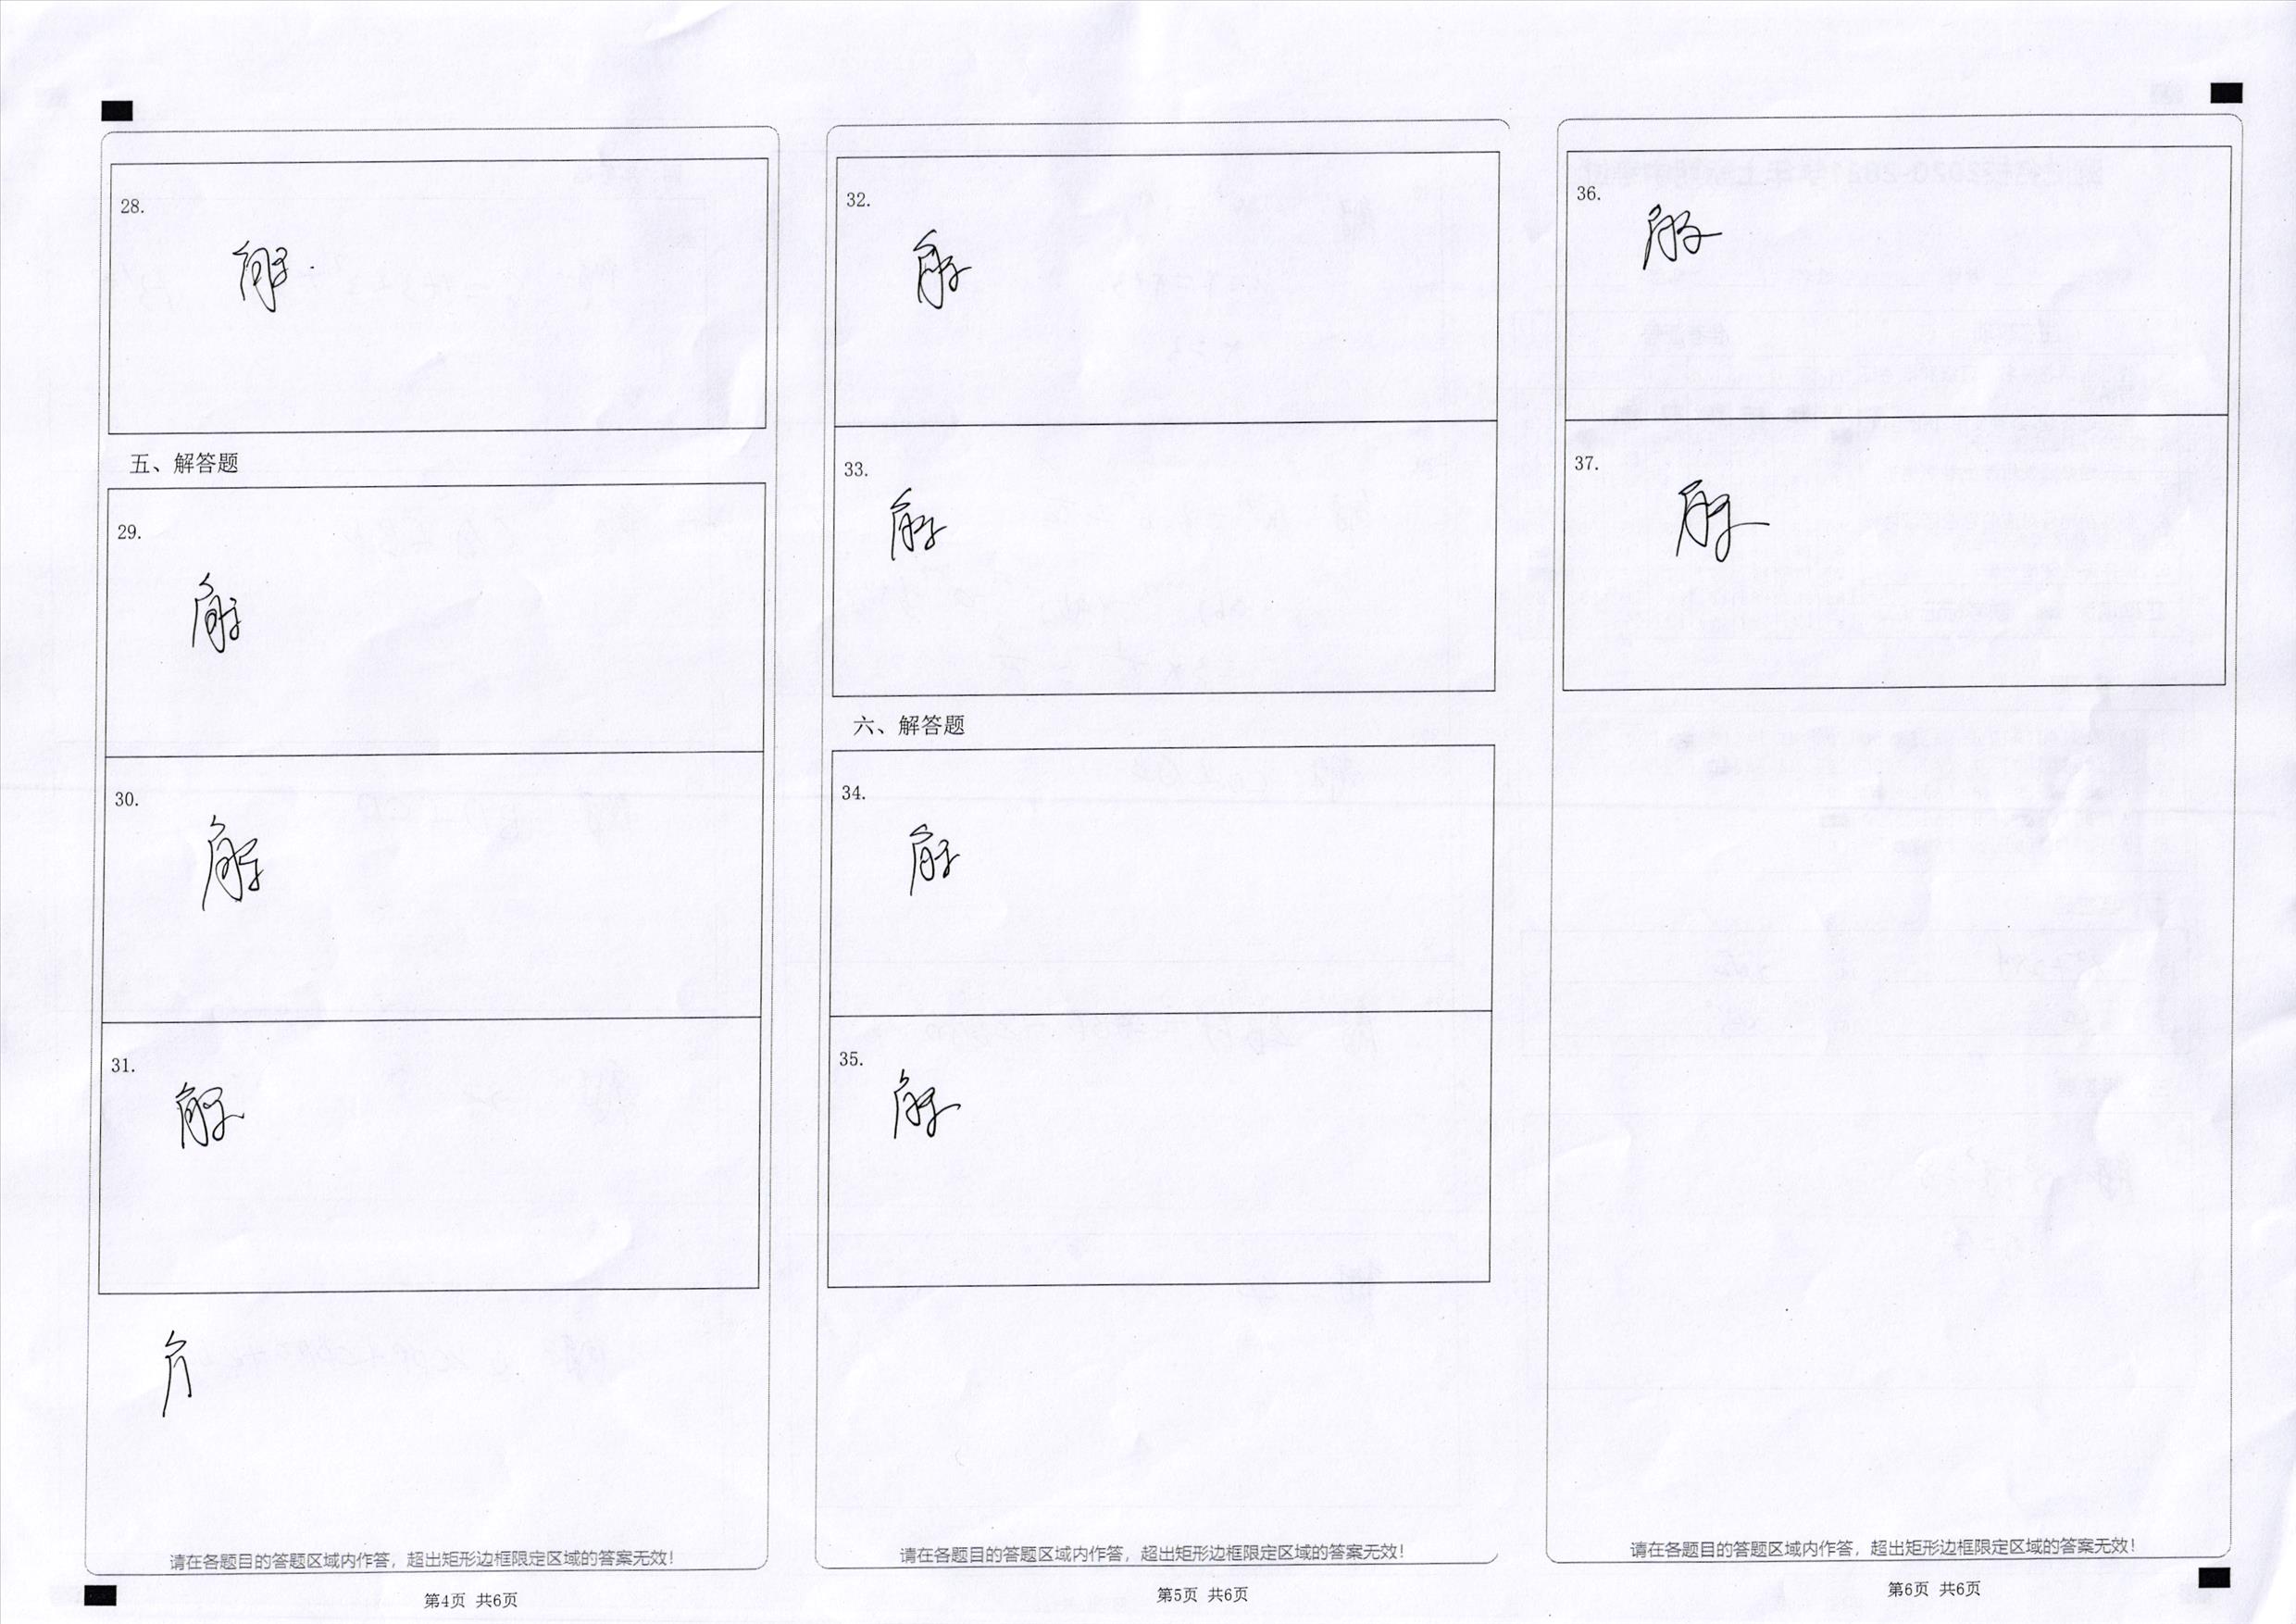 28.
解.
五、解答题
29.
解
30.
解
31.
解
请在各题目的答题区域内作答，超出矩形边框限定区域的答案无效！
第4页 共6页
32.
解
33.
解
六、解答题
34.
解
35.
解
请在各题目的答题区域内作答，超出矩形边框限定区域的答案无效！
第5页 共6页
36.
解
37.
解
请在各题目的答题区域内作答，超出矩形边框限定区域的答案无效！
第6页 共6页